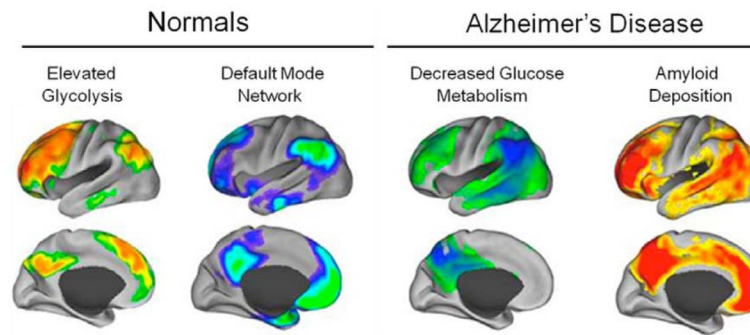 Normals
Alzheimer's Disease
Elevated
Glycolysis
Default Mode
Network
Decreased Glucose
Metabolism
Amyloid
Deposition